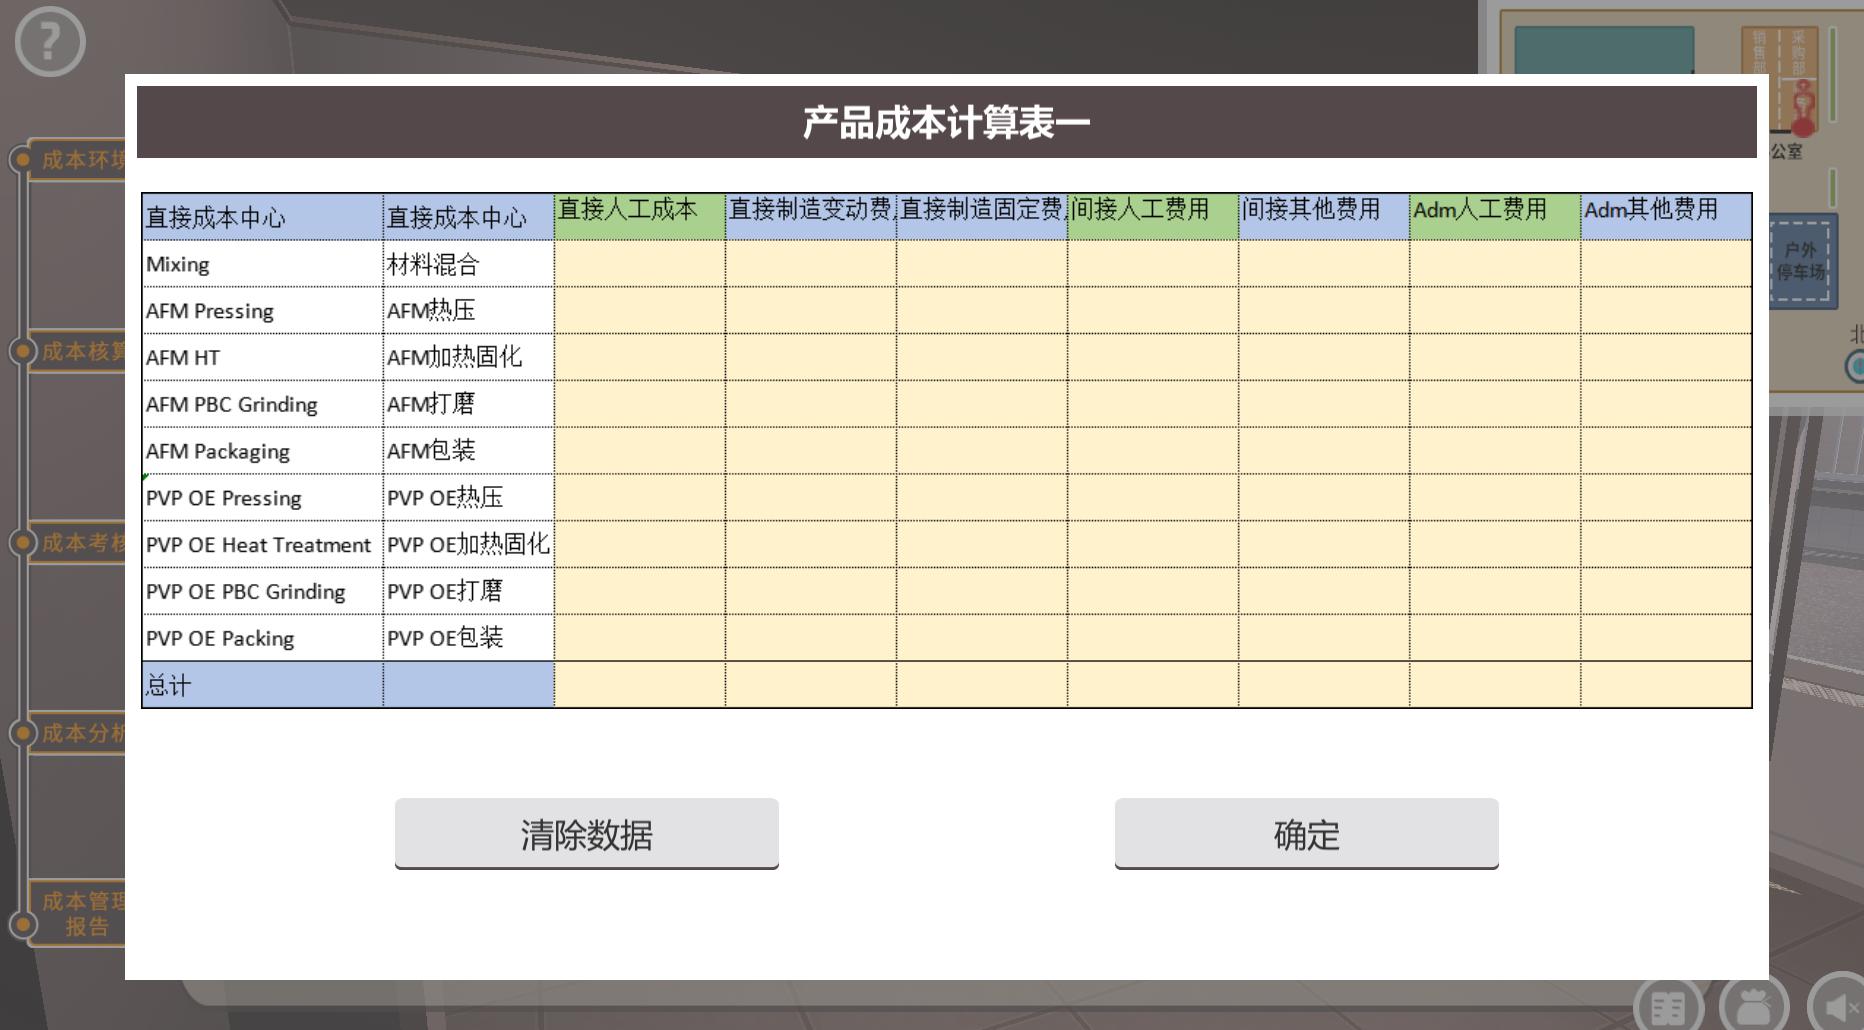 ?
产品成本计算表一
直接成本中心 直接成本中心 直接人工成本 直接制造变动费 直接制造固定费 间接人工费用 间接其他费用 Adm人工费用 Adm其他费用
Mixing 材料混合
AFM Pressing AFM热压
AFM HT AFM加热固化
AFM PBC Grinding AFM打磨
AFM Packaging AFM包装
PVP OE Pressing PVP OE热压
PVP OE Heat Treatment PVP OE加热固化
PVP OE PBC Grinding PVP OE打磨
PVP OE Packing PVP OE包装
总计
清除数据 确定
成本环境
成本核算
成本考核
成本分析
成本管理
报告
销售部
采购部
公室
户外
停车场
北